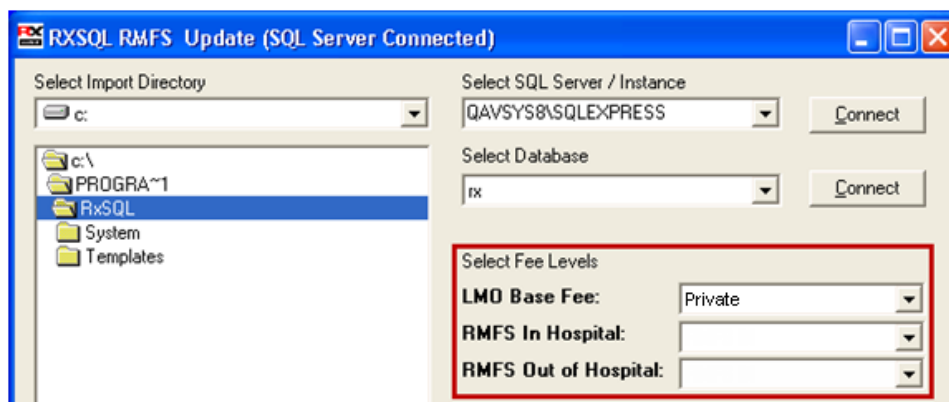 RXSQL RMFS Update (SQL Server Connected)
Select Import Directory
c:
c:\
PROGRA~1
RxSQL
System
Templates
Select SQL Server / Instance
QAVSYS8\SQLEXPRESS
Connect
Select Database
rx
Connect
Select Fee Levels
LMO Base Fee: Private
RMFS In Hospital:
RMFS Out of Hospital: